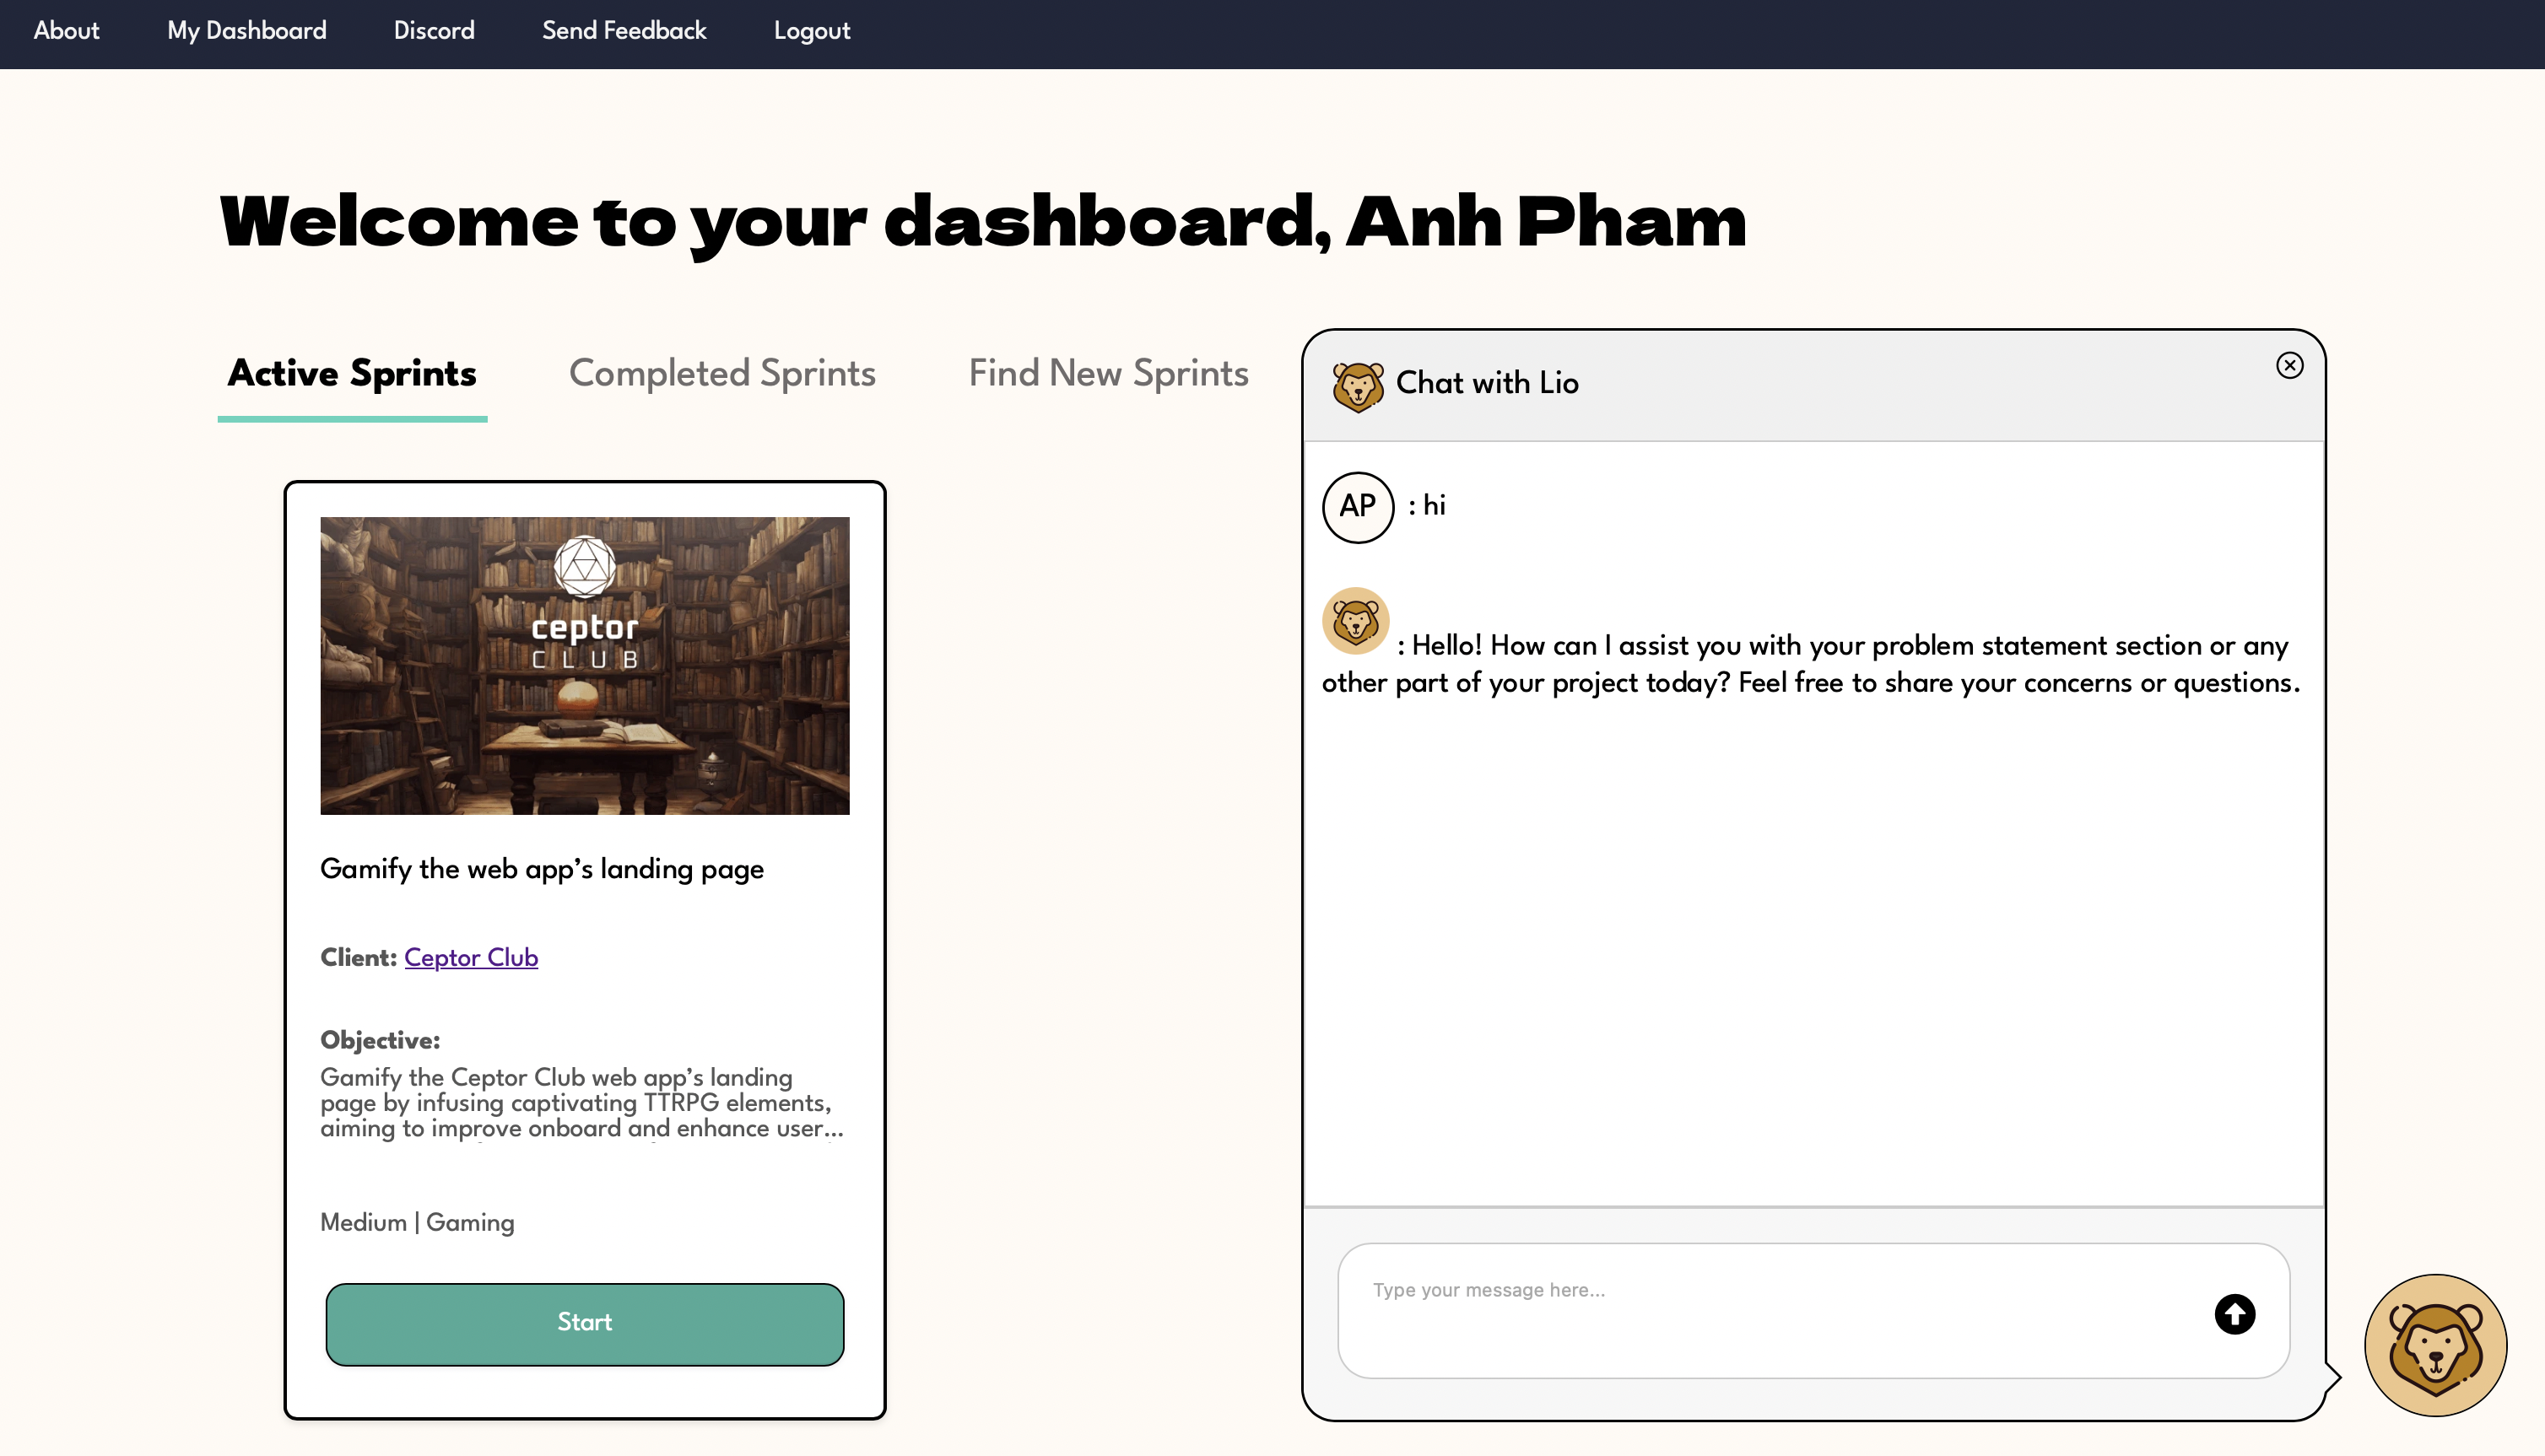 About My Dashboard Discord Send Feedback Logout
Welcome to your dashboard, Anh Pham
Active Sprints Completed Sprints Find New Sprints
ceptor
CLUB
Gamify the web app’s landing page
Client: Ceptor Club
Objective:
Gamify the Ceptor Club web app’s landing
page by infusing captivating TTRPG elements,
aiming to improve onboard and enhance user...
Medium | Gaming
Start
Chat with Lio
AP : hi
: Hello! How can I assist you with your problem statement section or any
other part of your project today? Feel free to share your concerns or questions.
Type your message here...